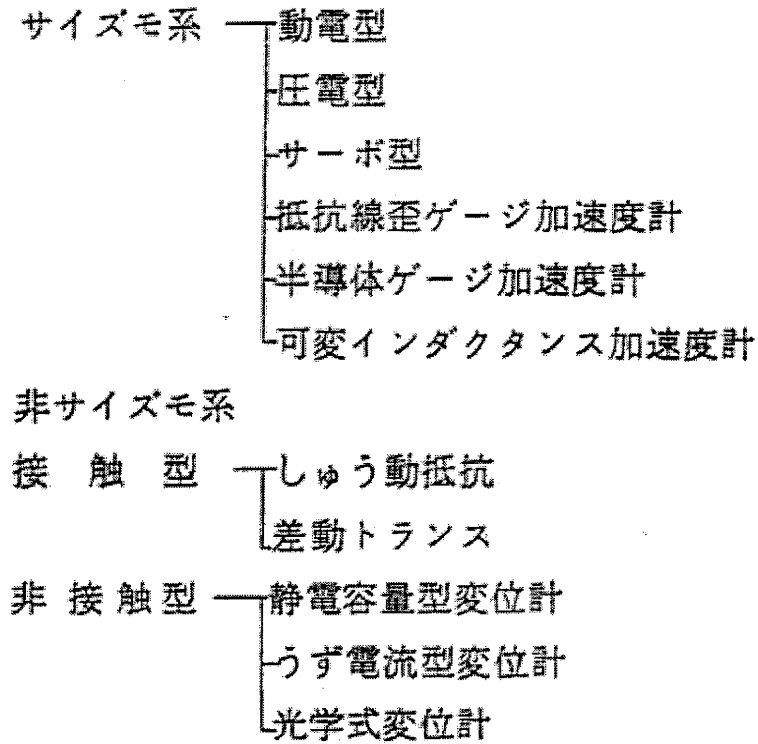 サイズモ系 動電型
圧電型
サーボ型
抵抗線歪ゲージ加速度計
半導体ゲージ加速度計
可変インダクタンス加速度計
非サイズモ系
接触型 しゅう動抵抗
差動トランス
非接触型 静電容量型変位計
うず電流型変位計
光学式変位計